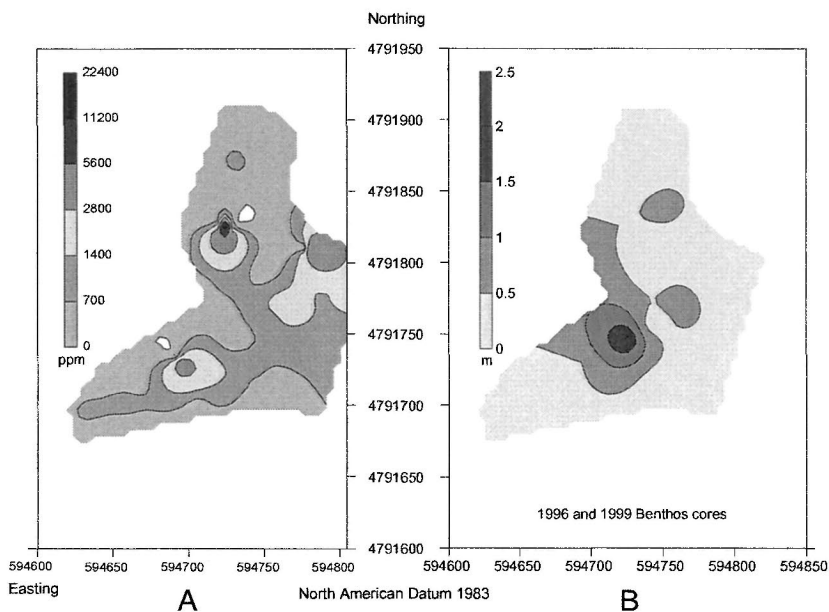 Northing
22400
11200
5600
2800
1400
700
0
ppm
4791950
4791900
4791850
4791800
4791750
4791700
4791650
4791600
2.5
2
1.5
1
0.5
0
m
1996 and 1999 Benthos cores
594600 594650 594700 594750 594800
594600 594650 594700 594750 594800 594850
Easting
North American Datum 1983
A
B